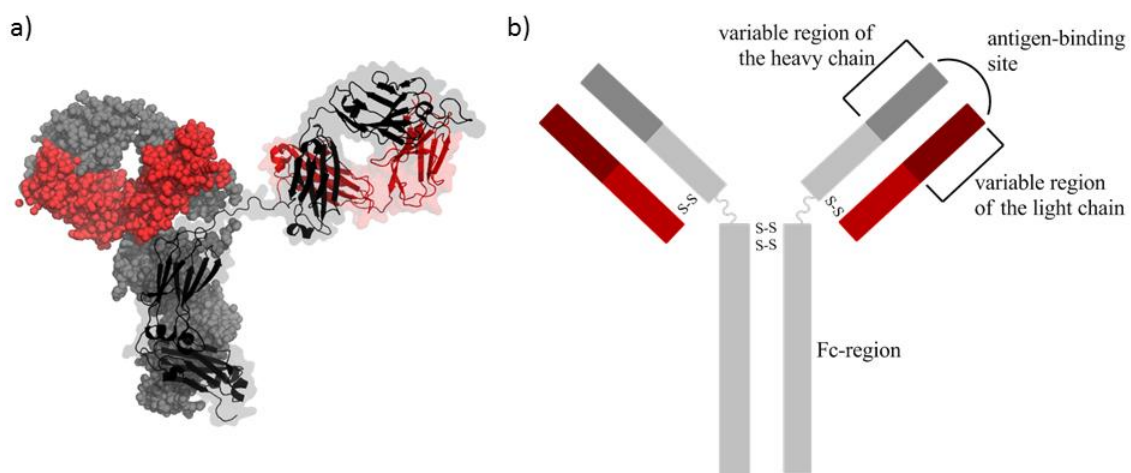 a)
b)
variable region of
the heavy chain
antigen-binding
site
variable region
of the light chain
S-S
S-S
S-S
S-S
Fc-region